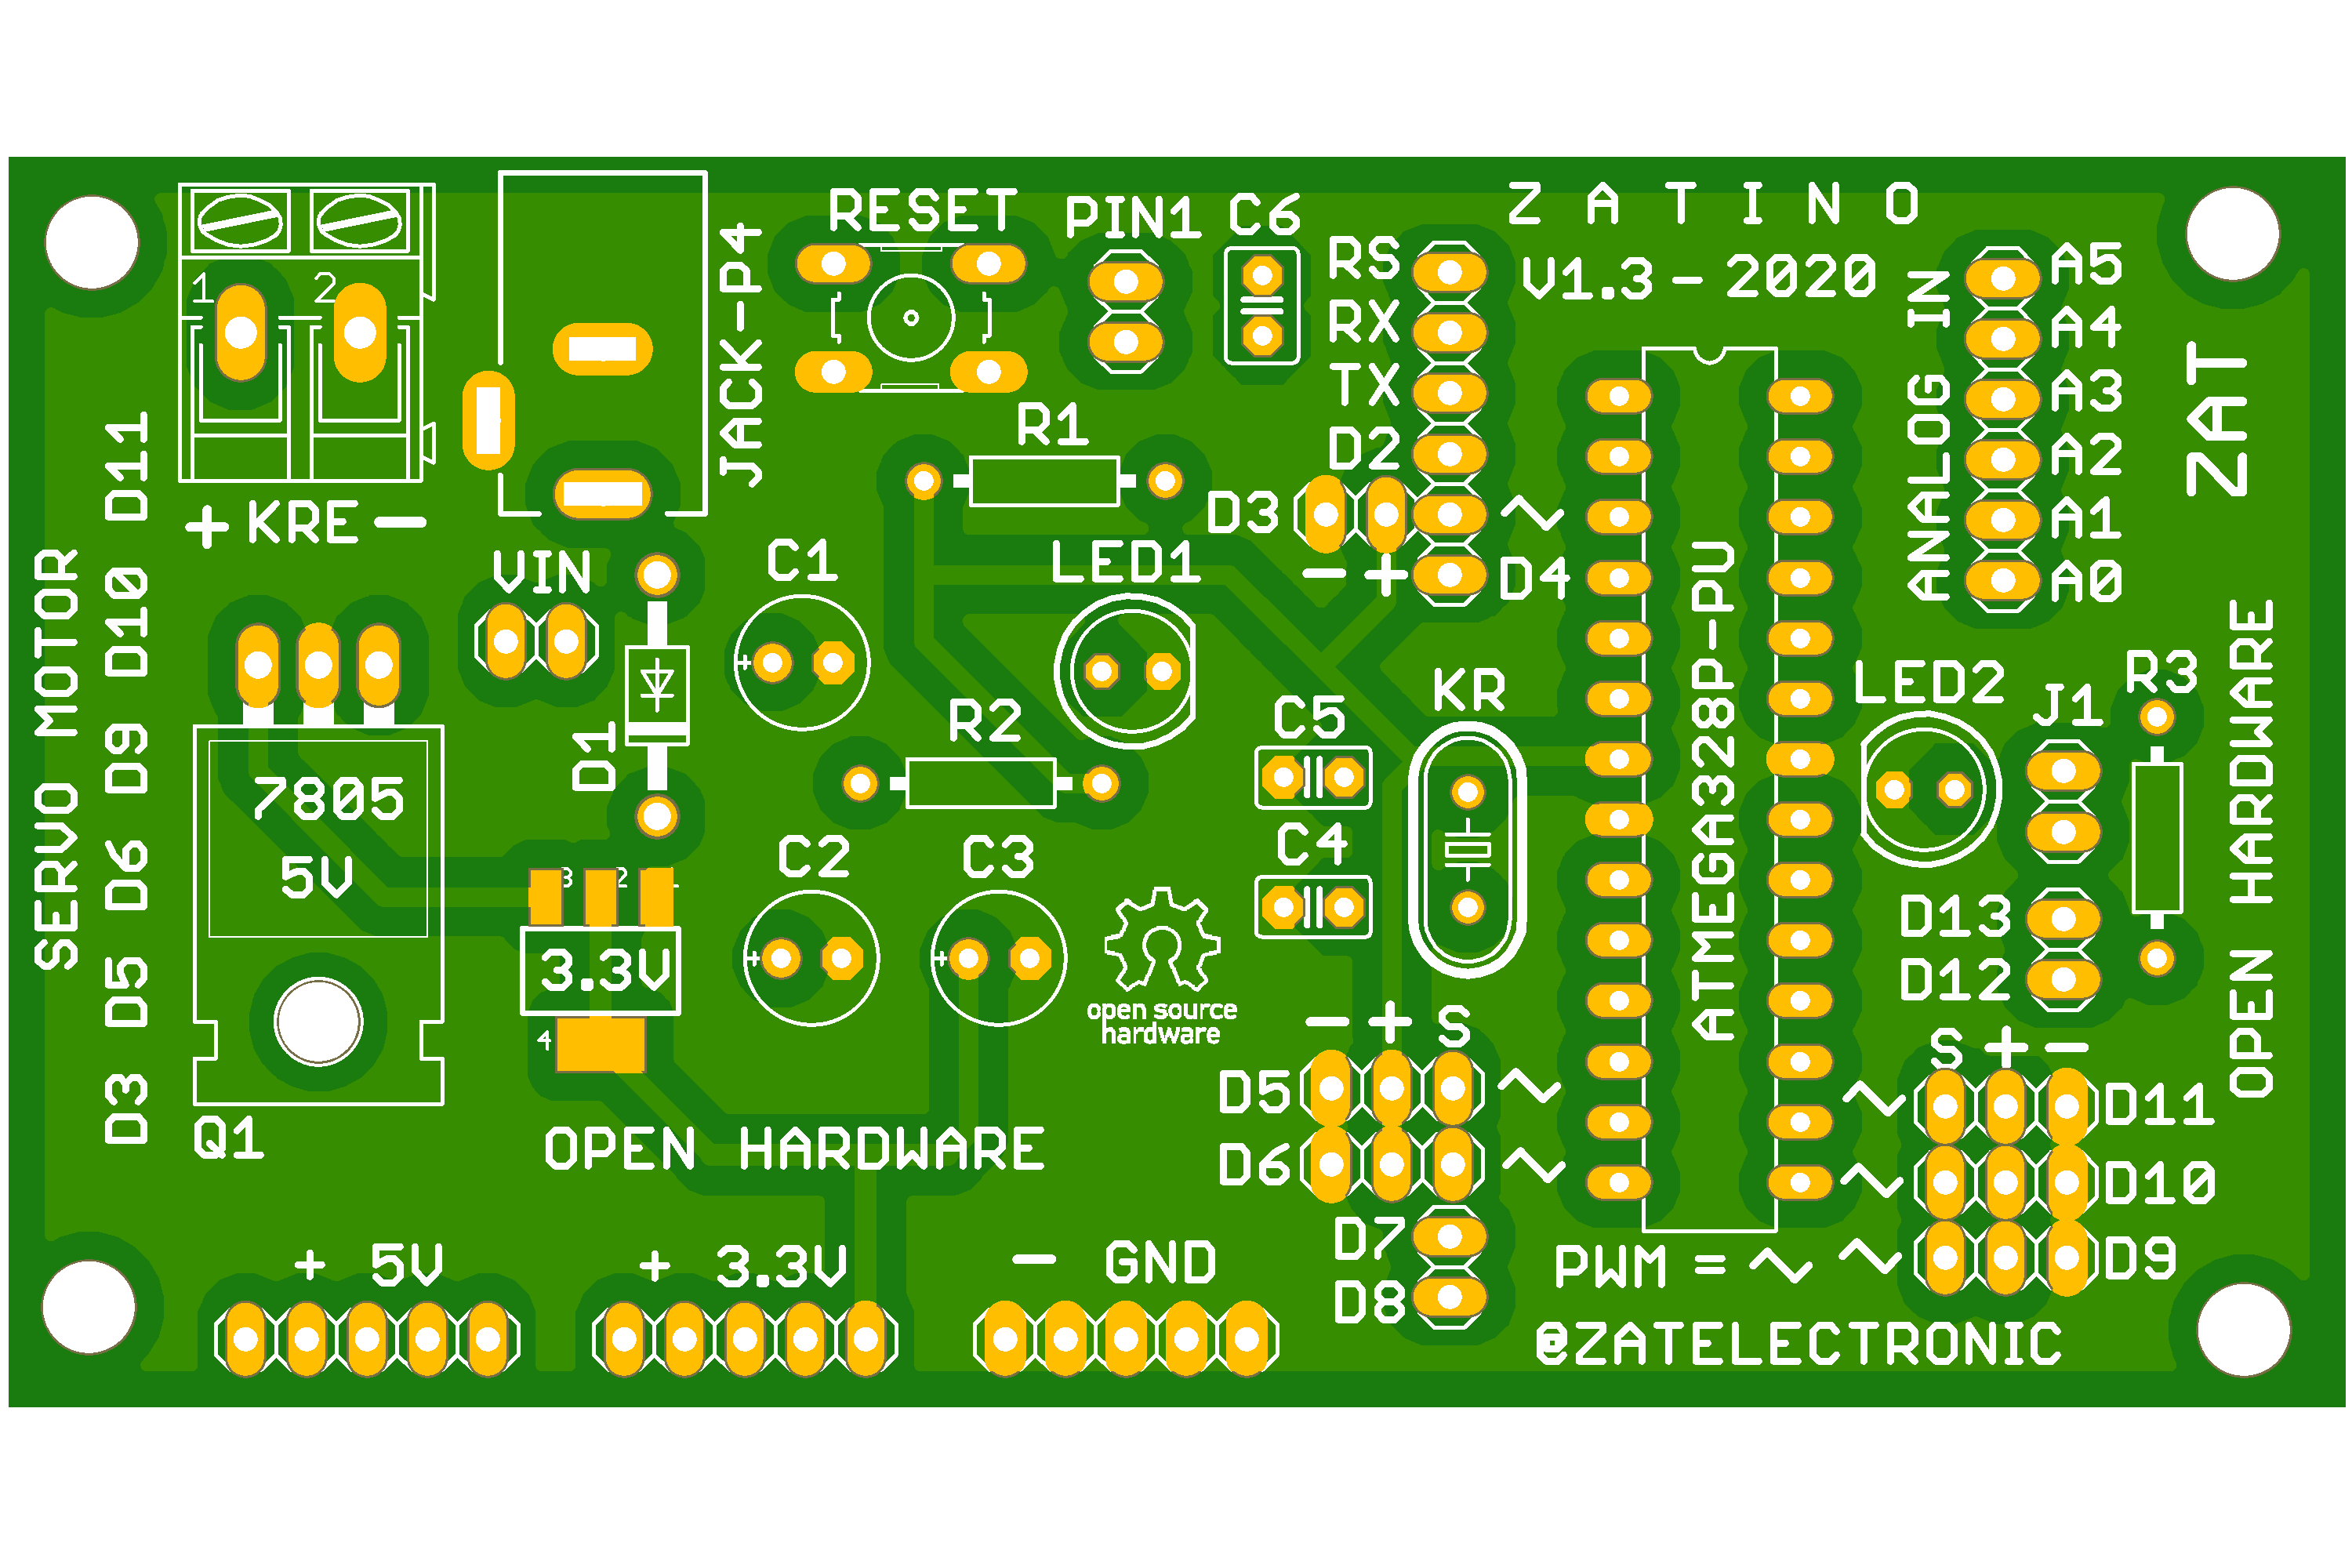 Z A T I N O
V1.3 - 2020
RESET
PIN1
C6
JACK-P4
1 2
+ KRE -
RS
RX
TX
D2
D3
- +
~
D4
ANALOG IN
A5
A4
A3
A2
A1
A0
ZAT
R1
VIN
C1
LED1
SERVO MOTOR
D3 D5 D6 D9 D10 D11
D1
+
R2
KR
C5
C4
ATMEGA328P-PU
LED2
J1
R3
OPEN HARDWARE
7805
5V
Q1
3 2
3.3V
4
C2
+
C3
+
open source
hardware
D13
D12
- + S
D5 ~
D6 ~
D7
D8
S + -
~ D11
~ D10
~ D9
PWM = ~
OPEN HARDWARE
+ 5V
+ 3.3V
- GND
@ZATELECTRONIC